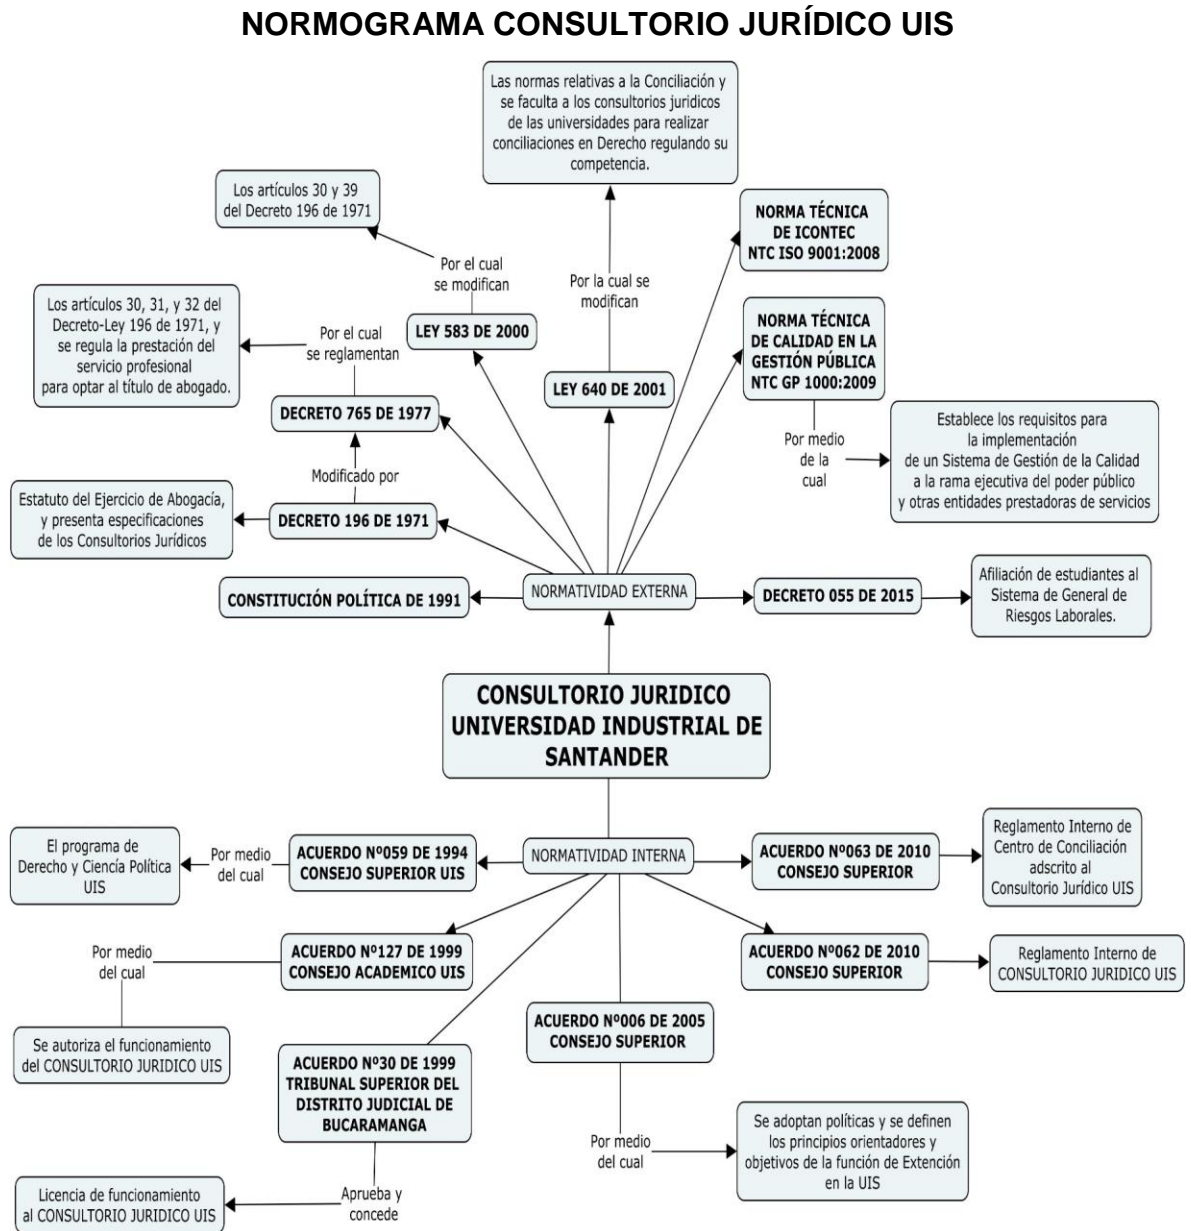 NORMOGRAMA CONSULTORIO JURÍDICO UIS
Las normas relativas a la Conciliación y
se faculta a los consultorios juridicos
de las universidades para realizar
conciliaciones en Derecho regulando su
competencia.
Los artículos 30 y 39
del Decreto 196 de 1971
NORMA TÉCNICA
DE ICONTEC
NTC ISO 9001:2008
Por el cual
se modifican
Por la cual se
modifican
Los artículos 30, 31, y 32 del
Decreto-Ley 196 de 1971, y
se regula la prestación del
servicio profesional
para optar al título de abogado.
Por el cual
se reglamentan
LEY 583 DE 2000
NORMA TÉCNICA
DE CALIDAD EN LA
GESTIÓN PÚBLICA
NTC GP 1000:2009
LEY 640 DE 2001
DECRETO 765 DE 1977
Por medio
de la
cual
Establece los requisitos para
la implementación
de un Sistema de Gestión de la Calidad
a la rama ejecutiva del poder público
y otras entidades prestadoras de servicios
Modificado por
Estatuto del Ejercicio de Abogacía,
y presenta especificaciones
de los Consultorios Jurídicos
DECRETO 196 DE 1971
CONSTITUCIÓN POLÍTICA DE 1991
NORMATIVIDAD EXTERNA
DECRETO 055 DE 2015
Afiliación de estudiantes al
Sistema de General de
Riesgos Laborales.
CONSULTORIO JURIDICO
UNIVERSIDAD INDUSTRIAL DE
SANTANDER
El programa de
Derecho y Ciencía Política
UIS
Por medio
del cual
ACUERDO Nº059 DE 1994
CONSEJO SUPERIOR UIS
NORMATIVIDAD INTERNA
ACUERDO Nº063 DE 2010
CONSEJO SUPERIOR
Reglamento Interno de
Centro de Conciliación
adscrito al
Consultorio Jurídico UIS
Por medio
del cual
ACUERDO Nº127 DE 1999
CONSEJO ACADEMICO UIS
ACUERDO Nº062 DE 2010
CONSEJO SUPERIOR
Reglamento Interno de
CONSULTORIO JURIDICO UIS
Se autoriza el funcionamiento
del CONSULTORIO JURIDICO UIS
ACUERDO Nº30 DE 1999
TRIBUNAL SUPERIOR DEL
DISTRITO JUDICIAL DE
BUCARAMANGA
ACUERDO Nº006 DE 2005
CONSEJO SUPERIOR
Por medio
del cual
Se adoptan políticas y se definen
los principios orientadores y
objetivos de la función de Extención
en la UIS
Licencia de funcionamiento
al CONSULTORIO JURIDICO UIS
Aprueba y
concede